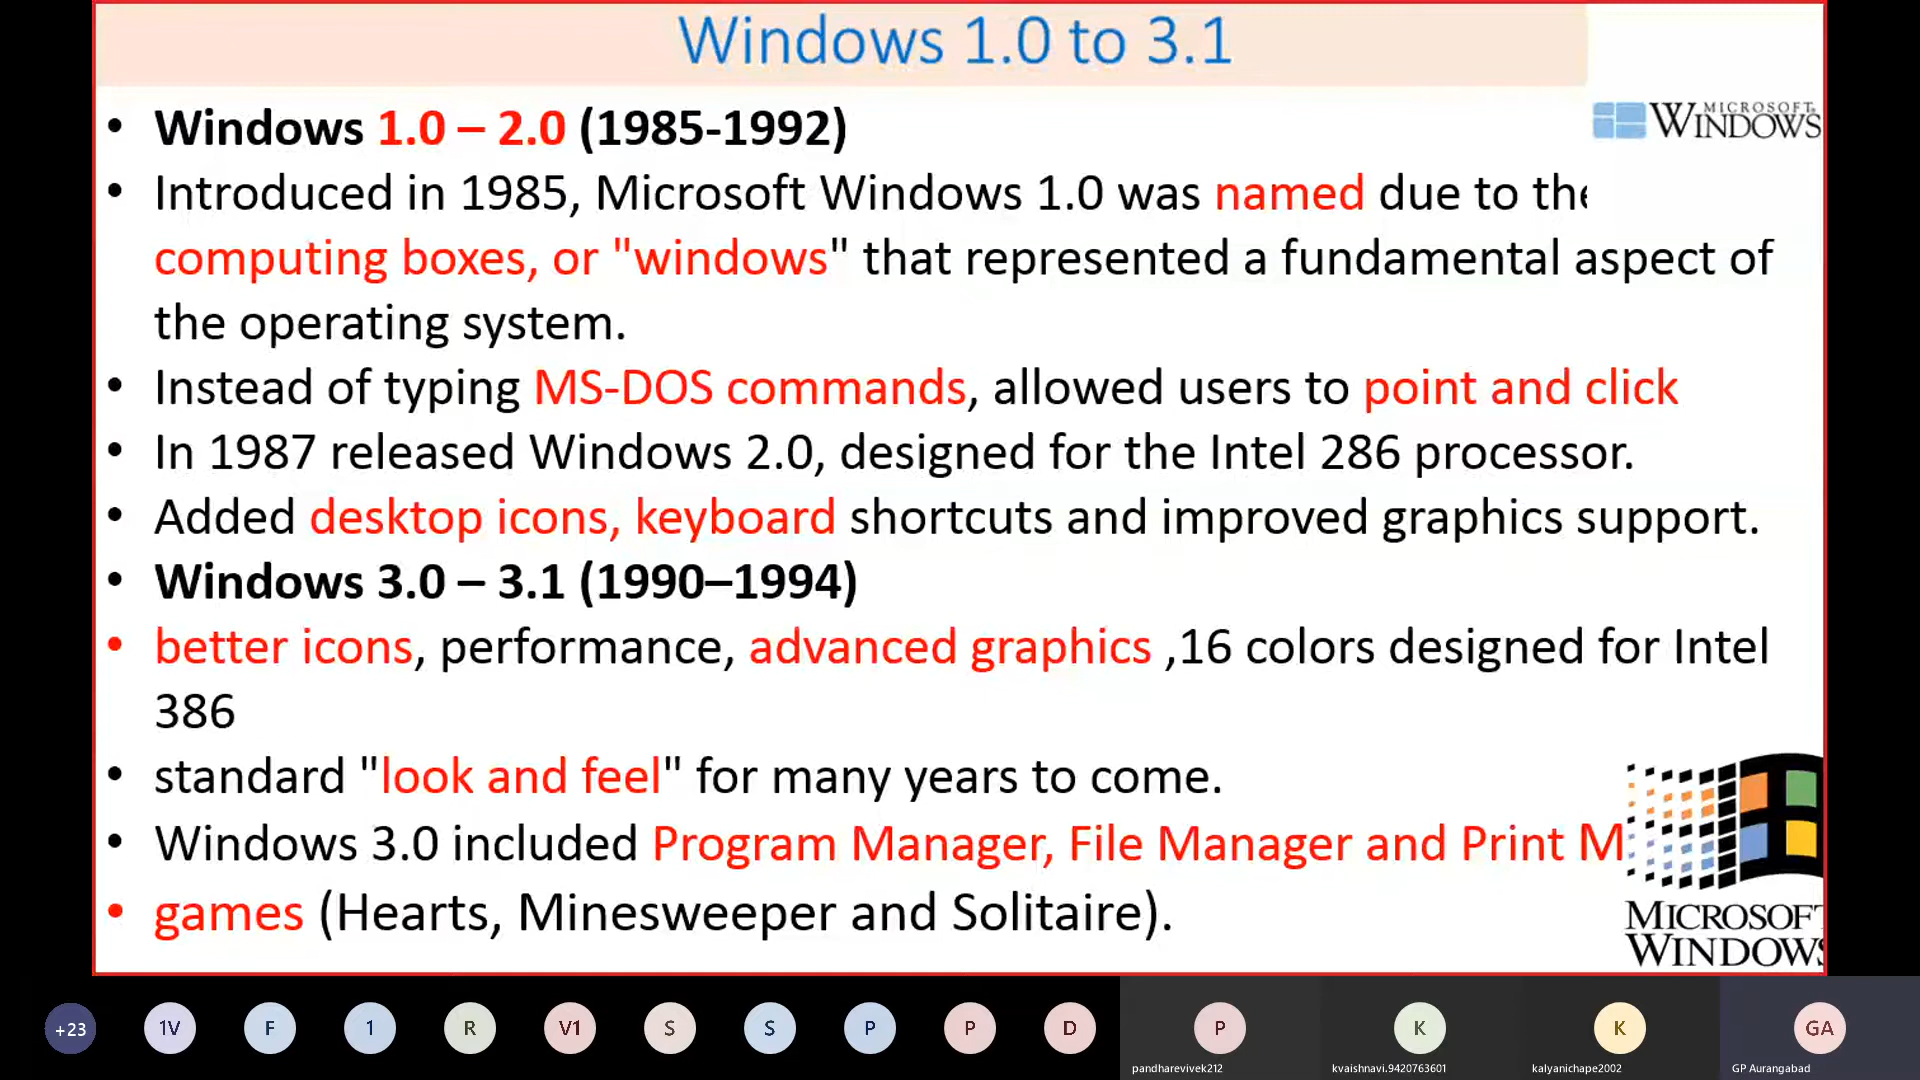 Windows 1.0 to 3.1
MICROSOFT
WINDOWS
• Windows 1.0 – 2.0 (1985-1992)
• Introduced in 1985, Microsoft Windows 1.0 was named due to the
computing boxes, or "windows" that represented a fundamental aspect of
the operating system.
• Instead of typing MS-DOS commands, allowed users to point and click
• In 1987 released Windows 2.0, designed for the Intel 286 processor.
• Added desktop icons, keyboard shortcuts and improved graphics support.
• Windows 3.0 – 3.1 (1990–1994)
• better icons, performance, advanced graphics ,16 colors designed for Intel
386
• standard "look and feel" for many years to come.
• Windows 3.0 included Program Manager, File Manager and Print M
• games (Hearts, Minesweeper and Solitaire).
MICROSOFT
WINDOWS
+23 1V F 1 R V1 S S P P D P K K GA
pandharevivek212 kvaishnavi.9420763601 kalyanichape2002 GP Aurangabad